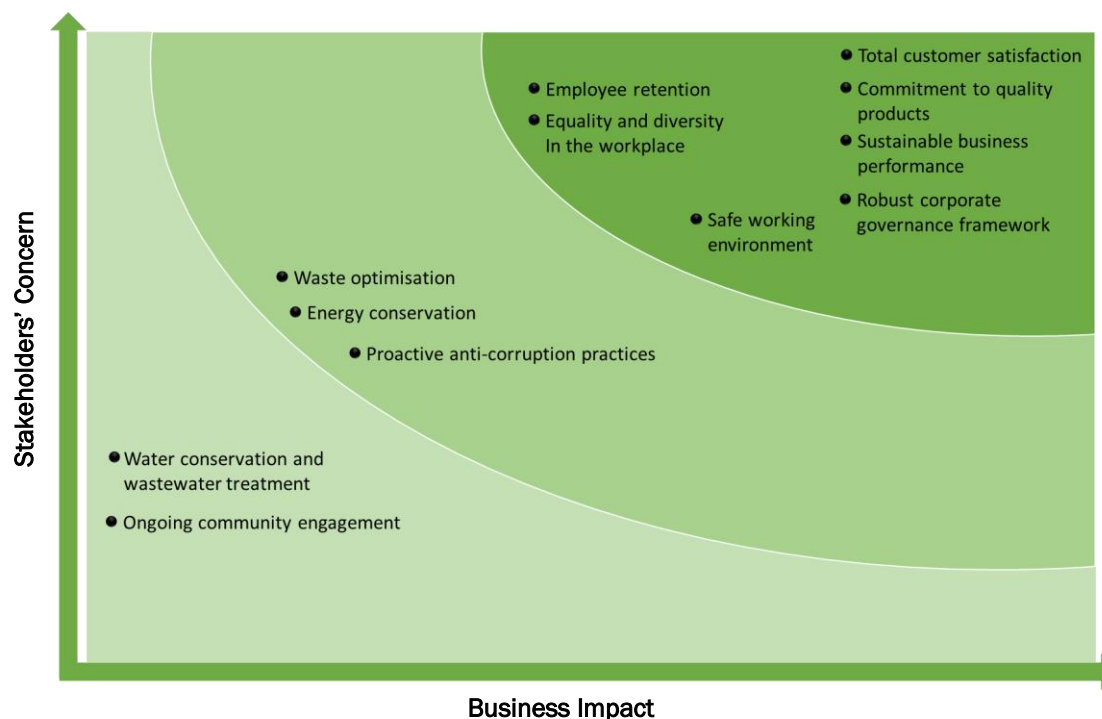 Total customer satisfaction
Employee retention
Commitment to quality
products
Equality and diversity
In the workplace
Sustainable business
performance
Robust corporate
governance framework
Safe working
environment
Waste optimisation
Energy conservation
Proactive anti-corruption practices
Water conservation and
wastewater treatment
Ongoing community engagement
Stakeholders' Concern
Business Impact